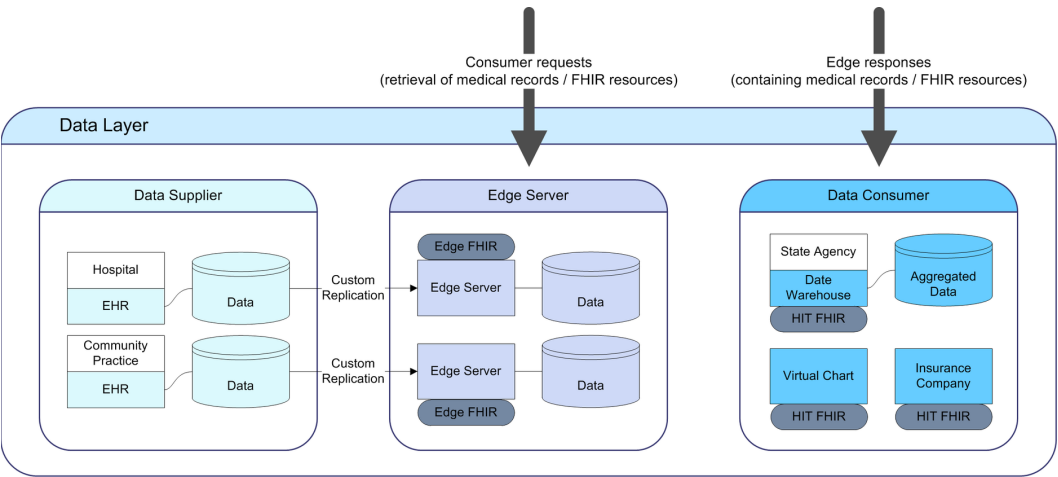 Consumer requests
(retrieval of medical records / FHIR resources)
Edge responses
(containing medical records / FHIR resources)
Data Layer
Data Supplier
Hospital
EHR
Data
Community
Practice
EHR
Data
Custom
Replication
Custom
Replication
Edge Server
Edge FHIR
Edge Server
Data
Edge Server
Edge FHIR
Data
Data Consumer
State Agency
Date
Warehouse
HIT FHIR
Aggregated
Data
Virtual Chart
HIT FHIR
Insurance
Company
HIT FHIR